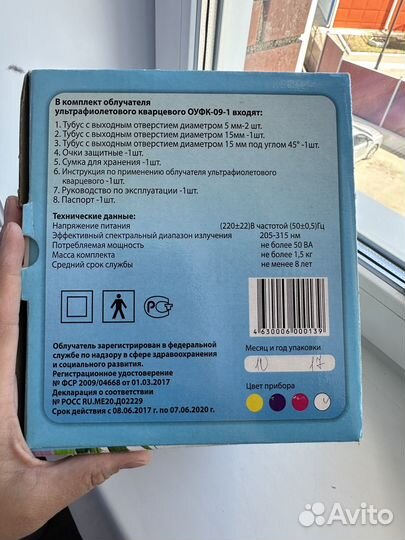 В комплект облучателя
ультрафиолетового кварцевого ОУФК-09-1 входят:
1. Тубус с выходным отверстием диаметром 5 мм-2 шт.
2. Тубус с выходным отверстием диаметром 15мм -1шт.
3. Тубус с выходным отверстием диаметром 15 мм под углом 45° -1шт.
4. Очки защитные -1шт.
5. Сумка для хранения -1шт.
6. Инструкция по применению облучателя ультрафиолетового
кварцевого -1 шт.
7. Руководство по эксплуатации -1шт.
8. Паспорт -1шт.
Технические данные:
Напряжение питания (220±22)В частотой (50±0,5)Гц
Эффективный спектральный диапазон излучения 205-315 нм
Потребляемая мощность не более 50 ВА
Масса комплекта не более 1,5 кг
Средний срок службы не менее 8 лет
4630006000139
Облучатель зарегистрирован в федеральной
службе по надзору в сфере здравоохранения
и социального развития.
Регистрационное удостоверение
№ ФСР 2009/04668 от 01.03.2017
Декларация о соответствии
№ РОСС RU.ME20.Д02229
Срок действия с 08.06.2017 по 07.06.2020 г.
Месяц и год упаковки
10 17
Цвет прибора
Avito